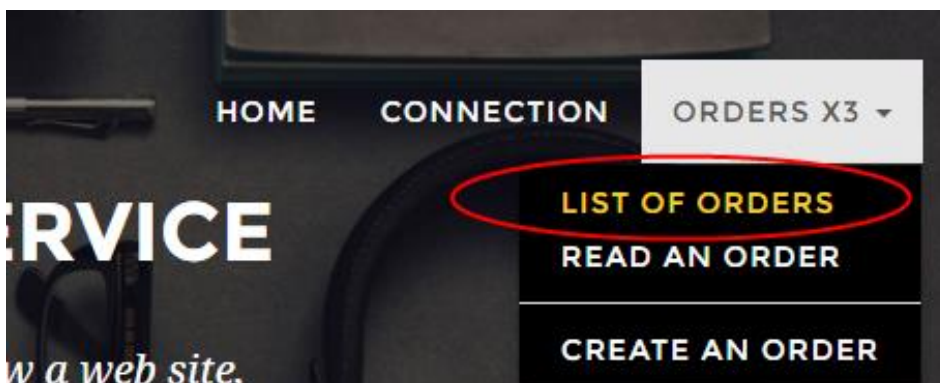 HOME CONNECTION ORDERS X3
LIST OF ORDERS
ERVICE
READ AN ORDER
CREATE AN ORDER
w a web site,